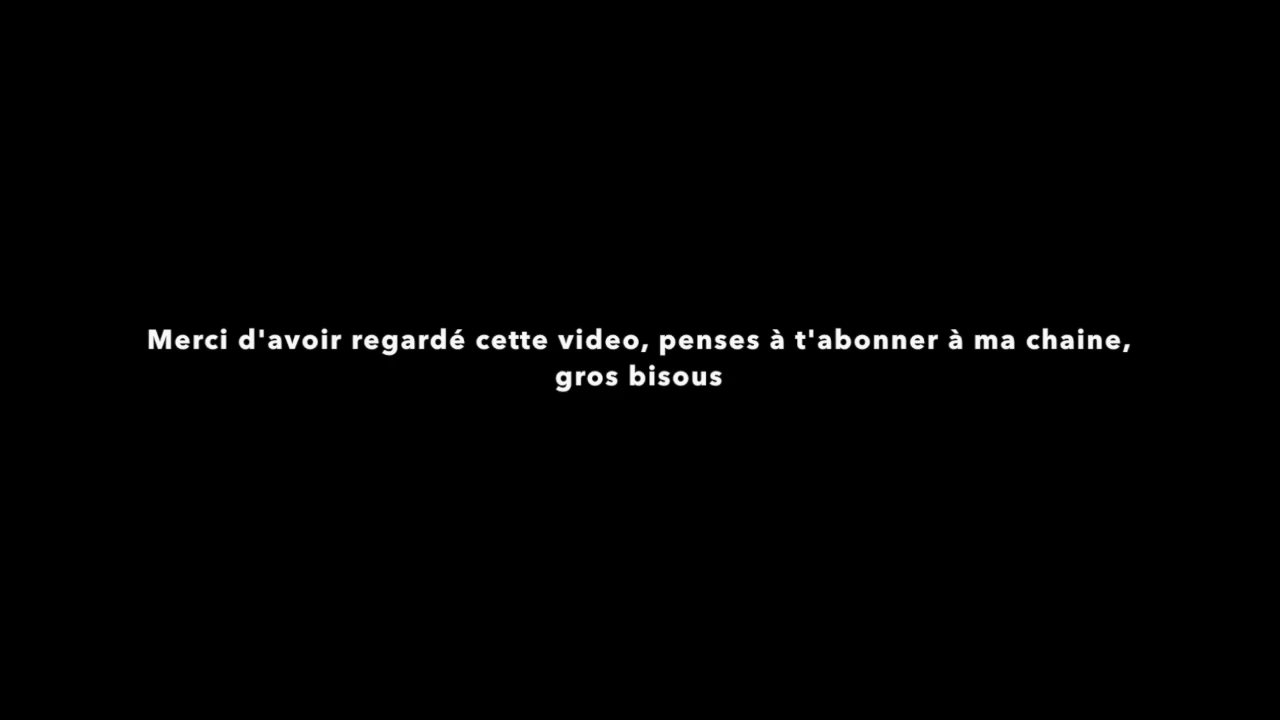 Merci d'avoir regardé cette video, penses à t'abonner à ma chaine,
gros bisous